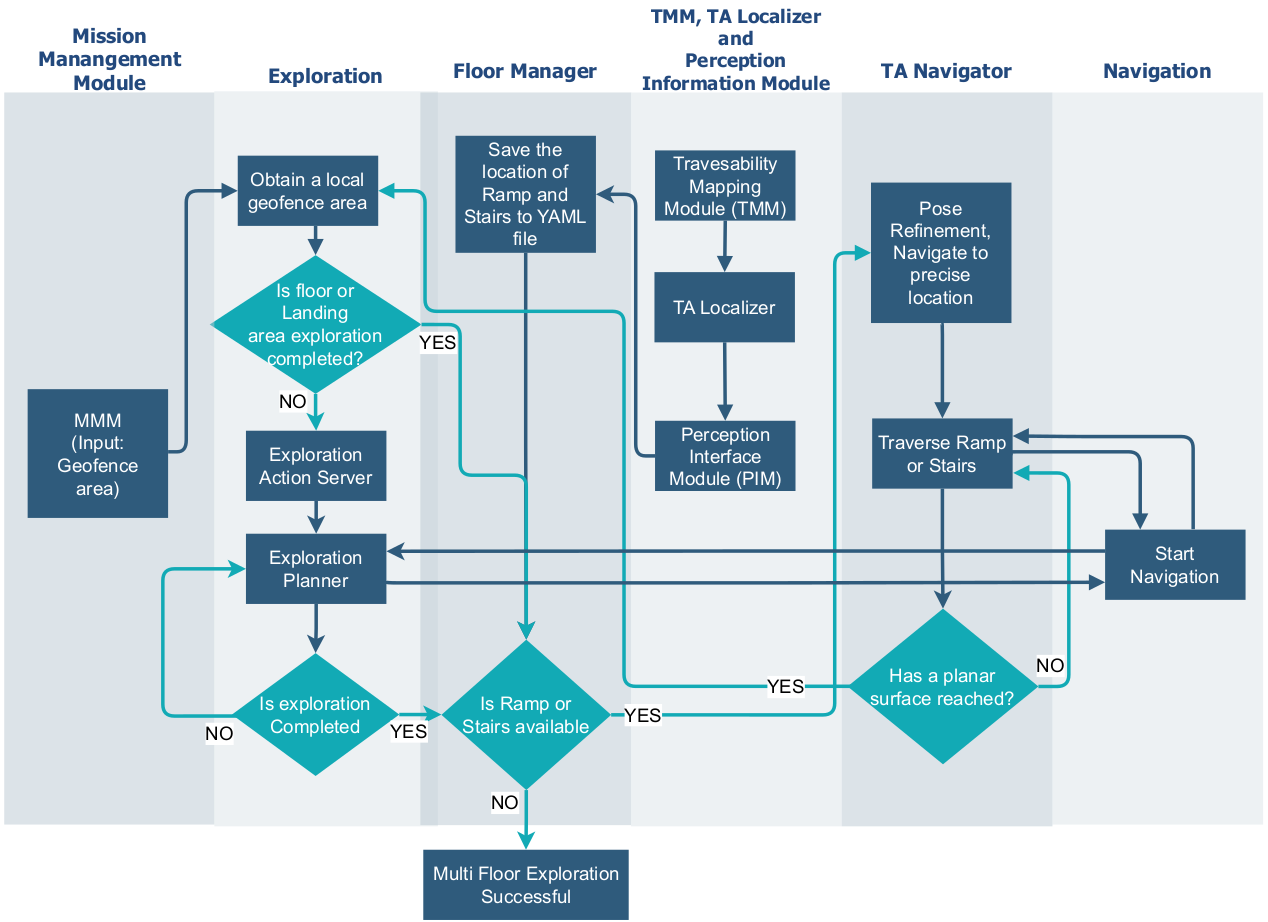 Mission
Manangement
Module
Exploration
Floor Manager
TMM, TA Localizer
and
Perception
Information Module
TA Navigator
Navigation
Obtain a local
geofence area
Save the
location of
Ramp and
Stairs to YAML
file
Travesability
Mapping
Module (TMM)
Pose
Refinement,
Navigate to
precise
location
Is floor or
Landing
area exploration
completed?
YES
NO
TA Localizer
MMM
(Input:
Geofence
area)
Exploration
Action Server
Perception
Interface
Module (PIM)
Traverse Ramp
or Stairs
Exploration
Planner
Start
Navigation
Is exploration
Completed
NO
YES
Is Ramp or
Stairs available
YES
NO
Has a planar
surface reached?
YES
NO
Multi Floor Exploration
Successful